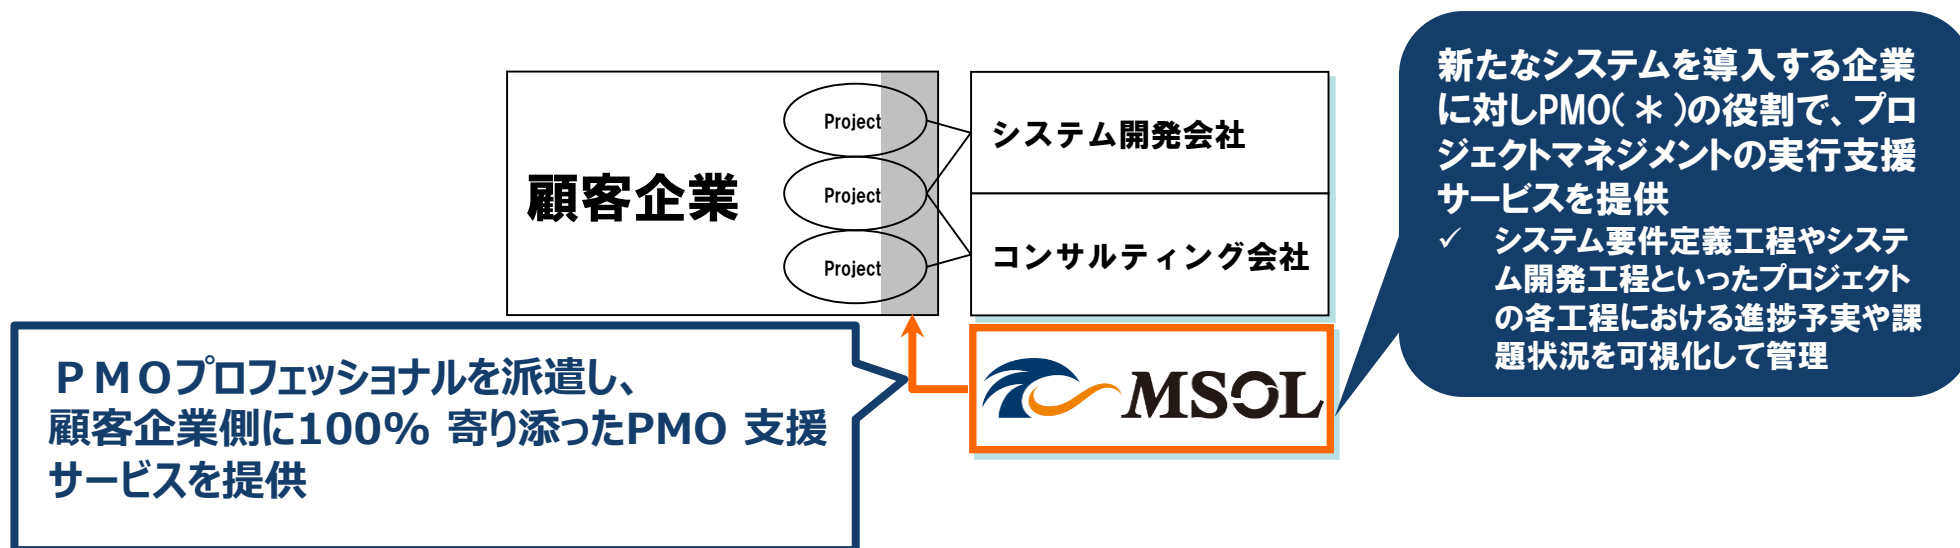 顧客企業
Project
Project
Project
システム開発会社
コンサルティング会社
MSOL
新たなシステムを導入する企業
に対しPMO(＊)の役割で、プロ
ジェクトマネジメントの実行支援
サービスを提供
✓ システム要件定義工程やシステ
ム開発工程といったプロジェクト
の各工程における進捗予実や課
題状況を可視化して管理
ＰＭＯプロフェッショナルを派遣し、
顧客企業側に100% 寄り添ったPMO 支援
サービスを提供